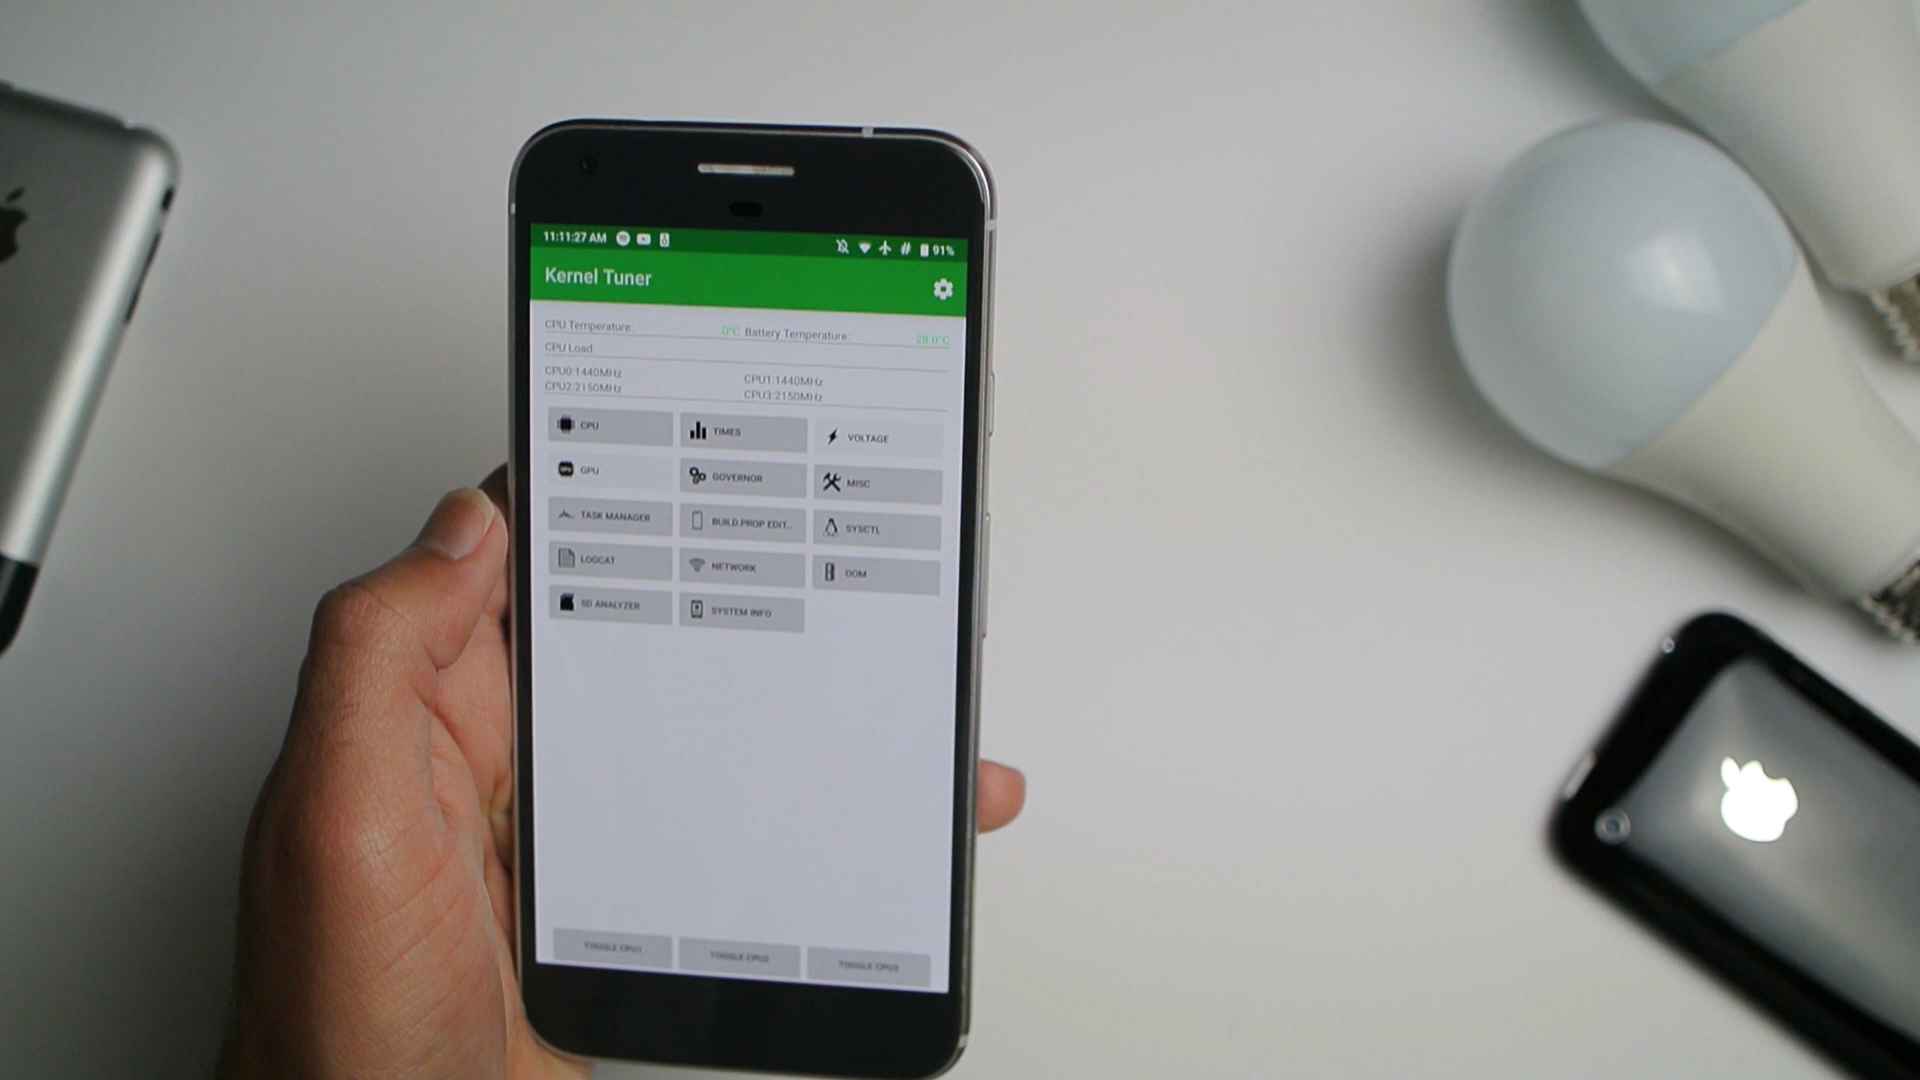 11:11:27 AM 91%
Kernel Tuner
CPU Temperature: 0°C Battery Temperature: 28.0°C
CPU Load:
CPU0:1440MHz CPU1:1440MHz
CPU2:2150MHz CPU3:2150MHz
CPU TIMES VOLTAGE
GPU GOVERNOR MISC
TASK MANAGER BUILD.PROP EDIT... SYSCTL
LOGCAT NETWORK OOM
SD ANALYZER SYSTEM INFO
TOGGLE CPU1 TOGGLE CPU2 TOGGLE CPU3